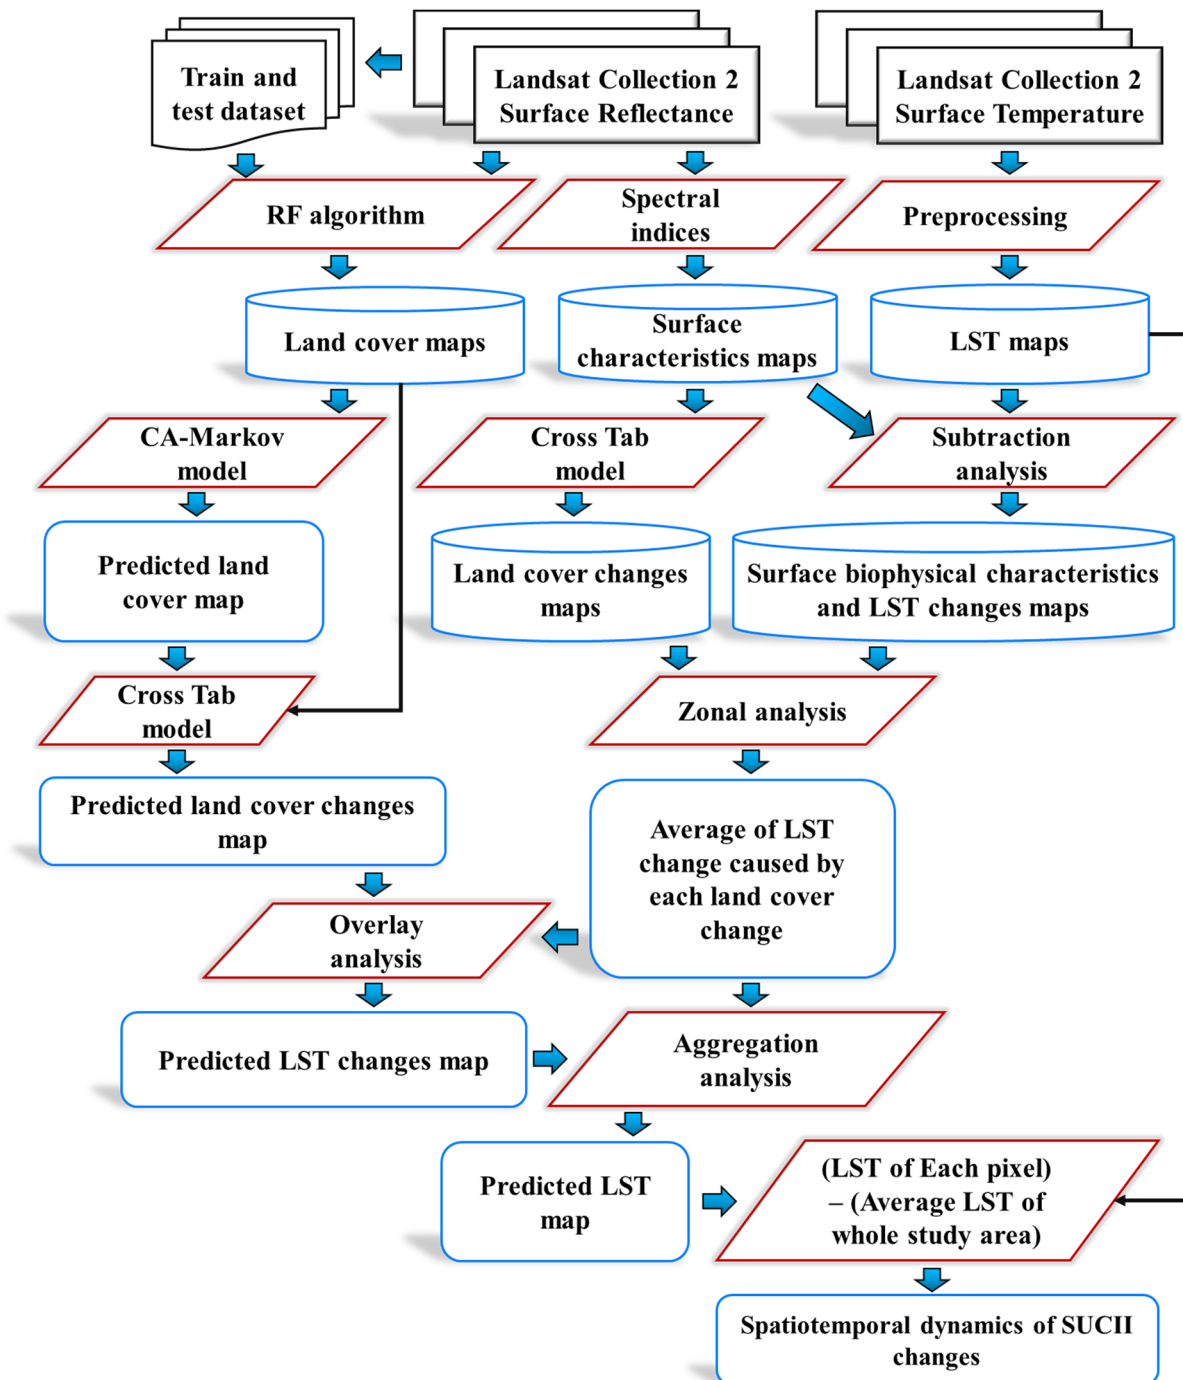 Train and
test dataset
Landsat Collection 2
Surface Reflectance
Landsat Collection 2
Surface Temperature
RF algorithm
Spectral
indices
Preprocessing
Land cover maps
Surface
characteristics maps
LST maps
CA-Markov
model
Cross Tab
model
Subtraction
analysis
Predicted land
cover map
Land cover changes
maps
Surface biophysical characteristics
and LST changes maps
Cross Tab
model
Zonal analysis
Predicted land cover changes
map
Average of LST
change caused by
each land cover
change
Overlay
analysis
Predicted LST changes map
Aggregation
analysis
Predicted LST
map
(LST of Each pixel)
– (Average LST of
whole study area)
Spatiotemporal dynamics of SUCII
changes